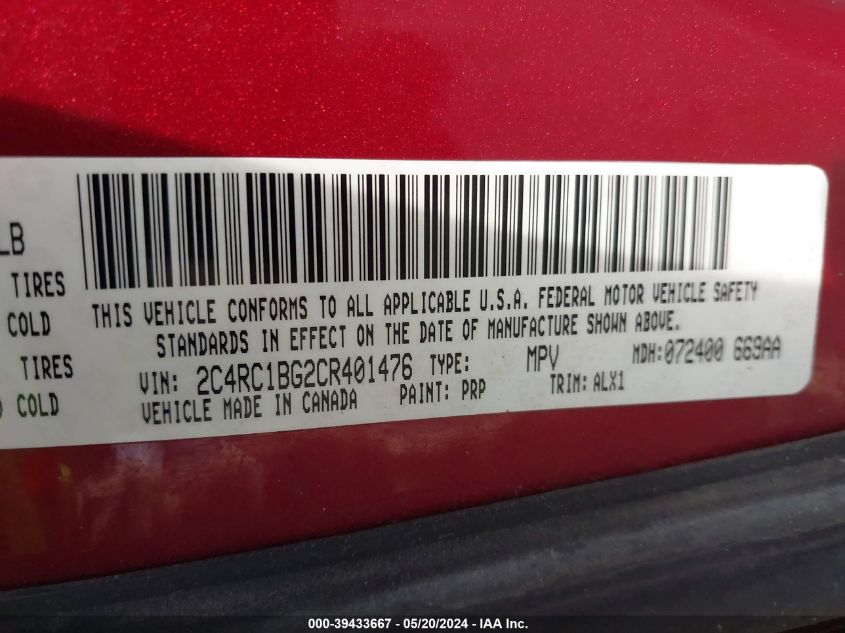 LB
TIRES
COLD
TIRES
COLD
THIS VEHICLE CONFORMS TO ALL APPLICABLE U.S.A. FEDERAL MOTOR VEHICLE SAFETY
STANDARDS IN EFFECT ON THE DATE OF MANUFACTURE SHOWN ABOVE.
VIN: 2C4RC1BG2CR401476 TYPE: MPV MDH:072400 669AA
VEHICLE MADE IN CANADA PAINT: PRP TRIM: ALX1
000-39433667 - 05/20/2024 - IAA Inc.